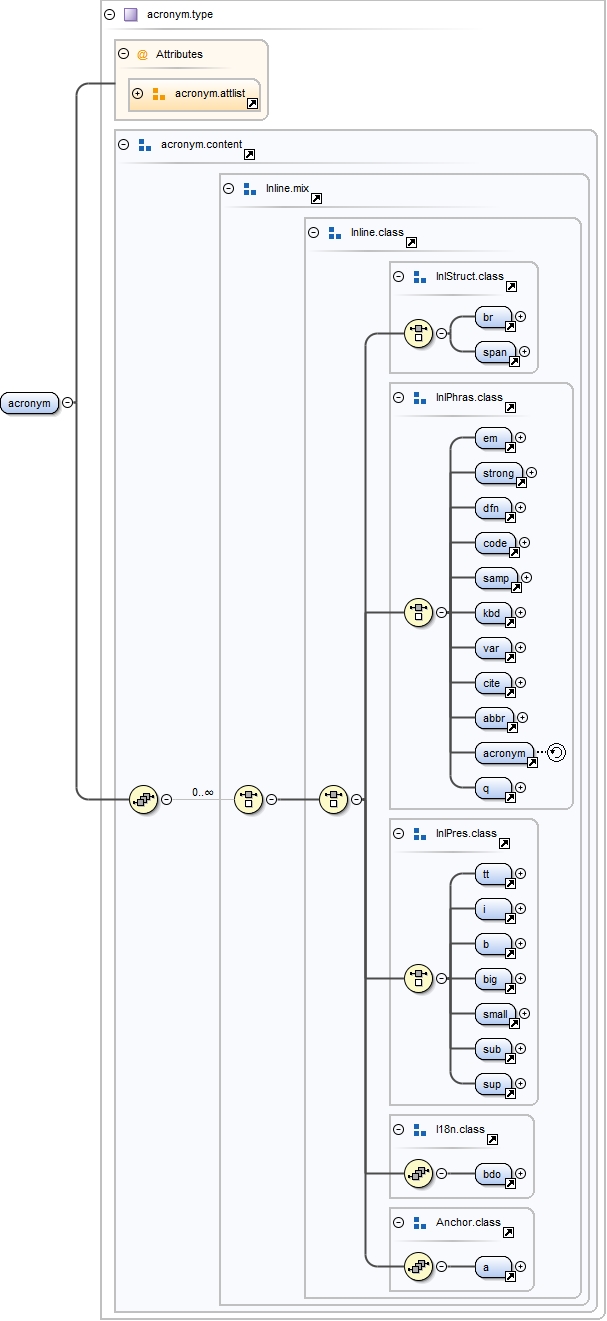 acronym.type
@ Attributes
acronym.attlist
acronym.content
Inline.mix
Inline.class
InlStruct.class
br
span
acronym
InlPhras.class
em
strong
dfn
code
samp
kbd
var
cite
abbr
acronym
q
0..∞
InlPres.class
tt
i
b
big
small
sub
sup
I18n.class
bdo
Anchor.class
a